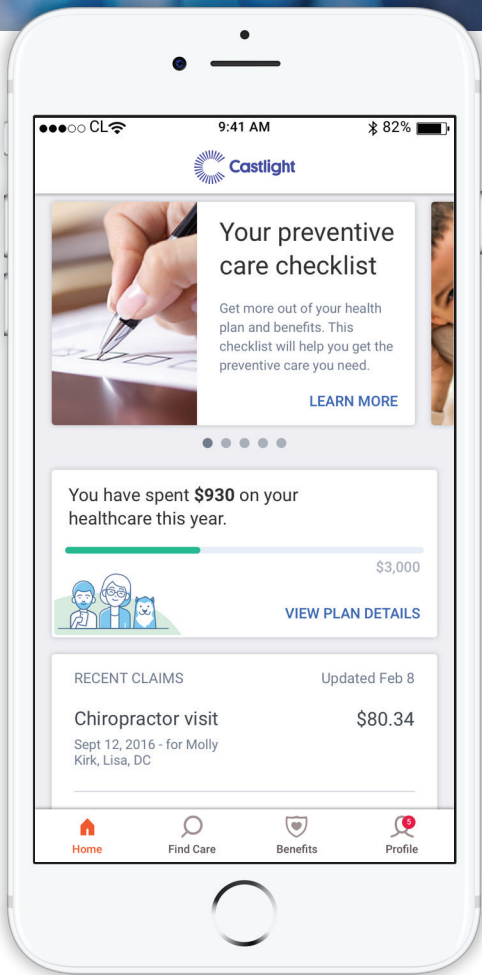 CL
9:41 AM
82%
Castlight
Your preventive
care checklist
Get more out of your health
plan and benefits. This
checklist will help you get the
preventive care you need.
LEARN MORE
You have spent $930 on your
healthcare this year.
$3,000
VIEW PLAN DETAILS
RECENT CLAIMS
Updated Feb 8
Chiropractor visit
$80.34
Sept 12, 2016 - for Molly
Kirk, Lisa, DC
Home
Find Care
Benefits
5
Profile